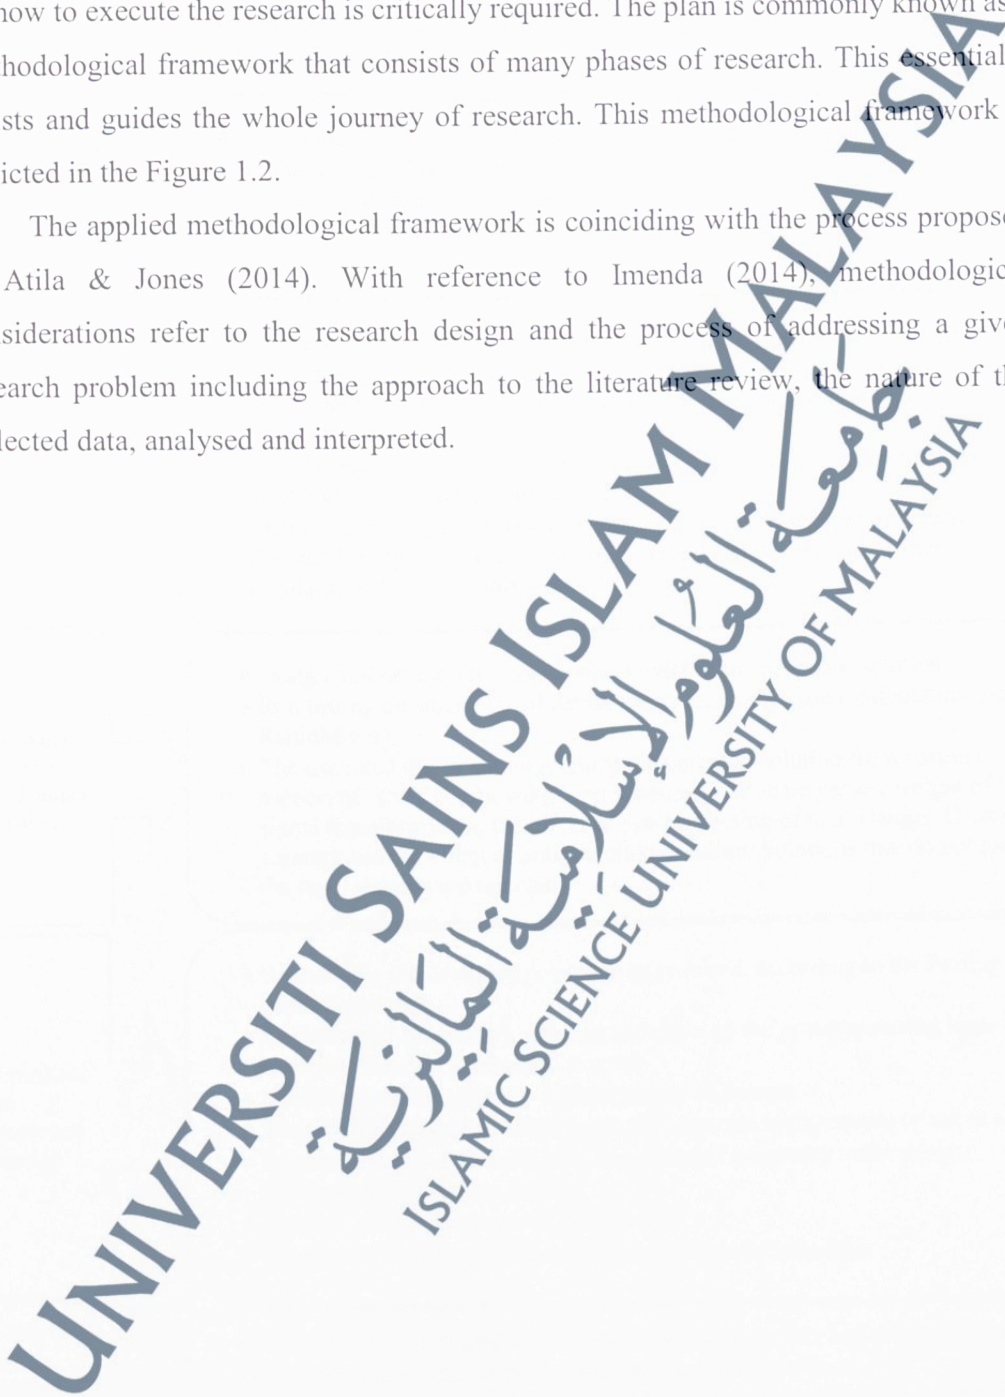 how to execute the research is critically required. The plan is commonly known as
hodological framework that consists of many phases of research. This essential
sts and guides the whole journey of research. This methodological framework
icted in the Figure 1.2.
The applied methodological framework is coinciding with the process propose
Atila & Jones (2014). With reference to Imenda (2014), methodologic
siderations refer to the research design and the process of addressing a give
earch problem including the approach to the literature review, the nature of th
lected data, analysed and interpreted.
UNIVERSITI SAINS ISLAM MALAYSIA
جامعة العلوم الإسلامية الماليزية
ISLAMIC SCIENCE UNIVERSITY OF MALAYSIA